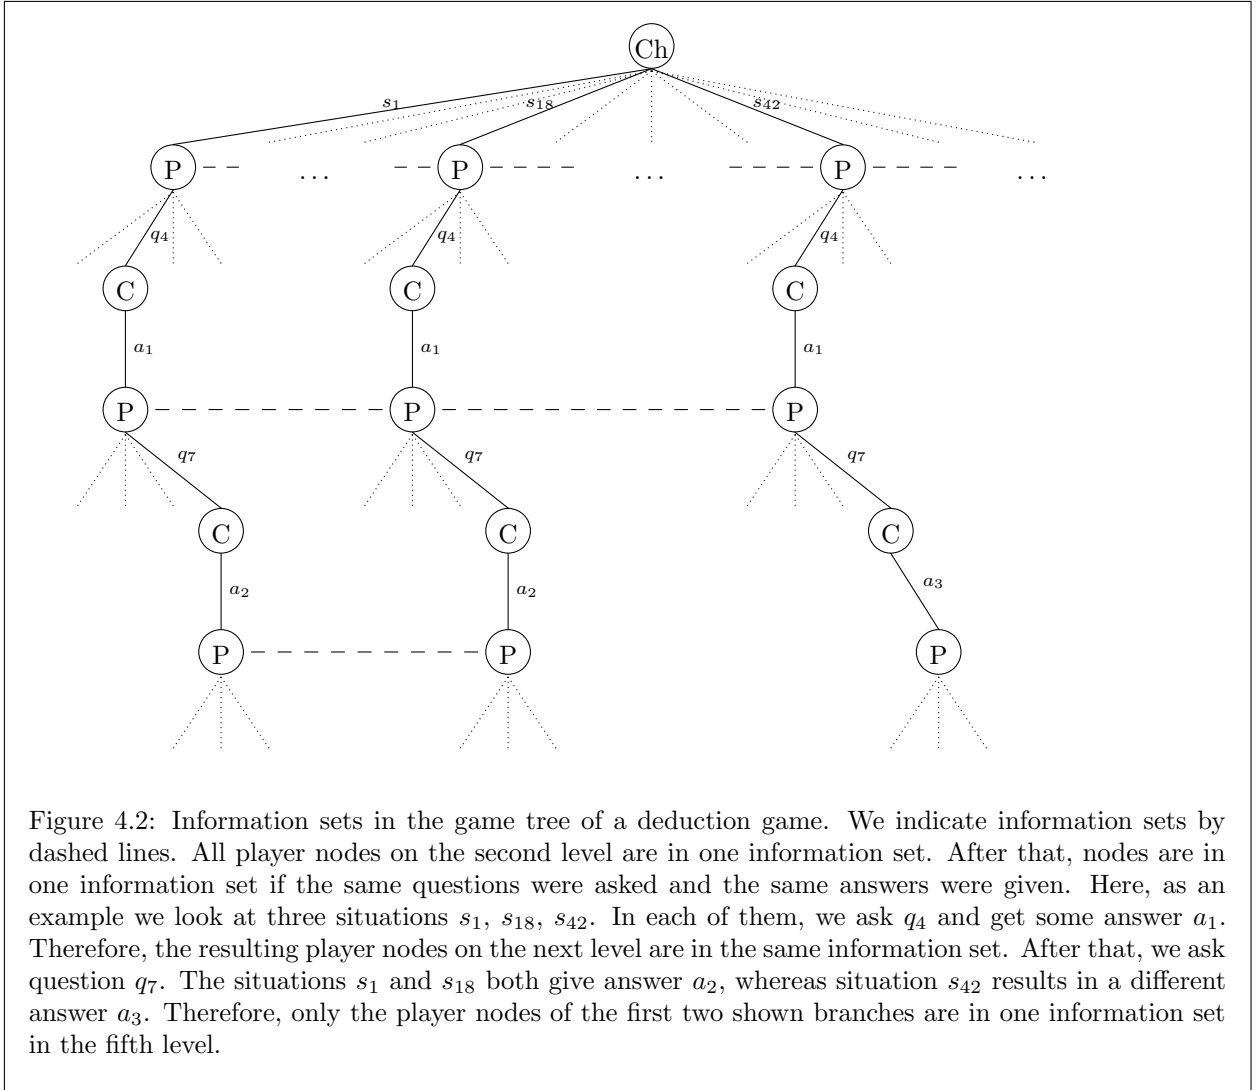 Ch
s1 s18 s42
P … P … P …
q4 q4 q4
C C C
a1 a1 a1
P P P
q7 q7 q7
C C C
a2 a2 a3
P P P
Figure 4.2: Information sets in the game tree of a deduction game. We indicate information sets by
dashed lines. All player nodes on the second level are in one information set. After that, nodes are in
one information set if the same questions were asked and the same answers were given. Here, as an
example we look at three situations s1, s18, s42. In each of them, we ask q4 and get some answer a1.
Therefore, the resulting player nodes on the next level are in the same information set. After that, we ask
question q7. The situations s1 and s18 both give answer a2, whereas situation s42 results in a different
answer a3. Therefore, only the player nodes of the first two shown branches are in one information set
in the fifth level.